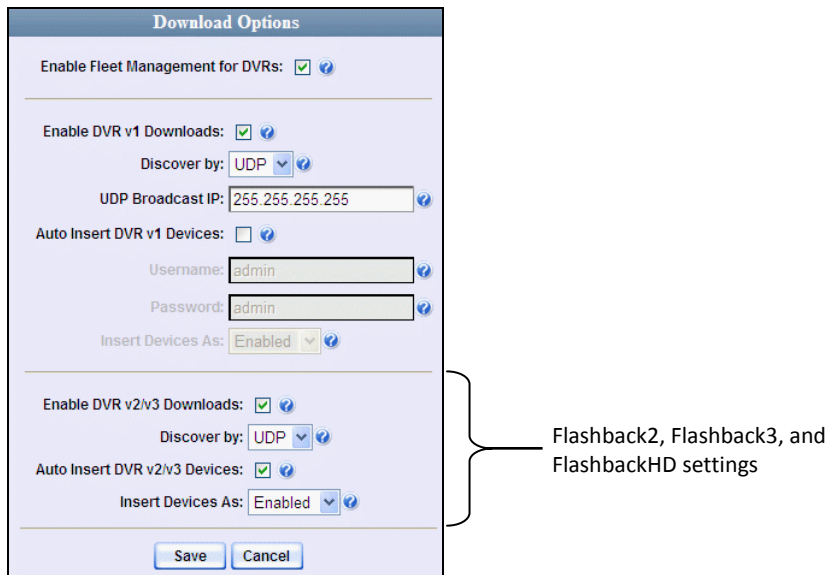 Download Options
Enable Fleet Management for DVRs:
Enable DVR v1 Downloads:
Discover by: UDP
UDP Broadcast IP: 255.255.255.255
Auto Insert DVR v1 Devices:
Username: admin
Password: admin
Insert Devices As: Enabled
Enable DVR v2/v3 Downloads:
Discover by: UDP
Auto Insert DVR v2/v3 Devices:
Insert Devices As: Enabled
Save Cancel
Flashback2, Flashback3, and
FlashbackHD settings